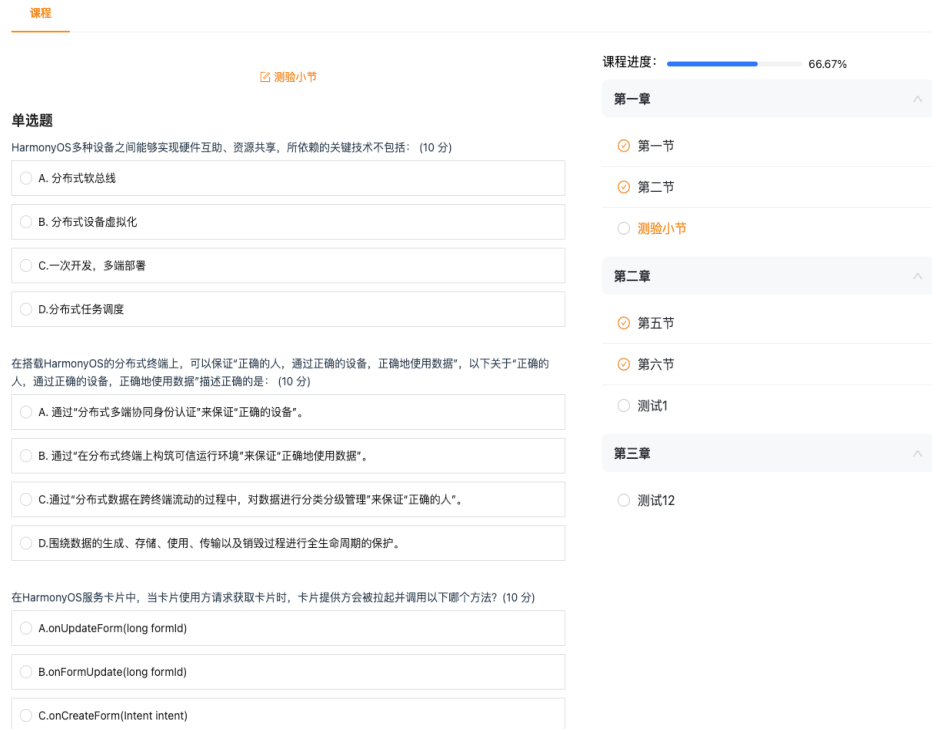 课程
测验小节
单选题
HarmonyOS多种设备之间能够实现硬件互助、资源共享，所依赖的关键技术不包括： (10 分)
A. 分布式软总线
B. 分布式设备虚拟化
C.一次开发，多端部署
D.分布式任务调度
在搭载HarmonyOS的分布式终端上，可以保证“正确的人，通过正确的设备，正确地使用数据”，以下关于“正确的
人，通过正确的设备，正确地使用数据”描述正确的是： (10 分)
A. 通过“分布式多端协同身份认证”来保证“正确的设备”。
B. 通过“在分布式终端上构筑可信运行环境”来保证“正确地使用数据”。
C.通过“分布式数据在跨终端流动的过程中，对数据进行分类分级管理”来保证“正确的人”。
D.围绕数据的生成、存储、使用、传输以及销毁过程进行全生命周期的保护。
在HarmonyOS服务卡片中，当卡片使用方请求获取卡片时，卡片提供方会被拉起并调用以下哪个方法？(10 分)
A.onUpdateForm(long formId)
B.onFormUpdate(long formId)
C.onCreateForm(Intent intent)
课程进度： 66.67%
第一章
第一节
第二节
测验小节
第二章
第五节
第六节
测试1
第三章
测试12